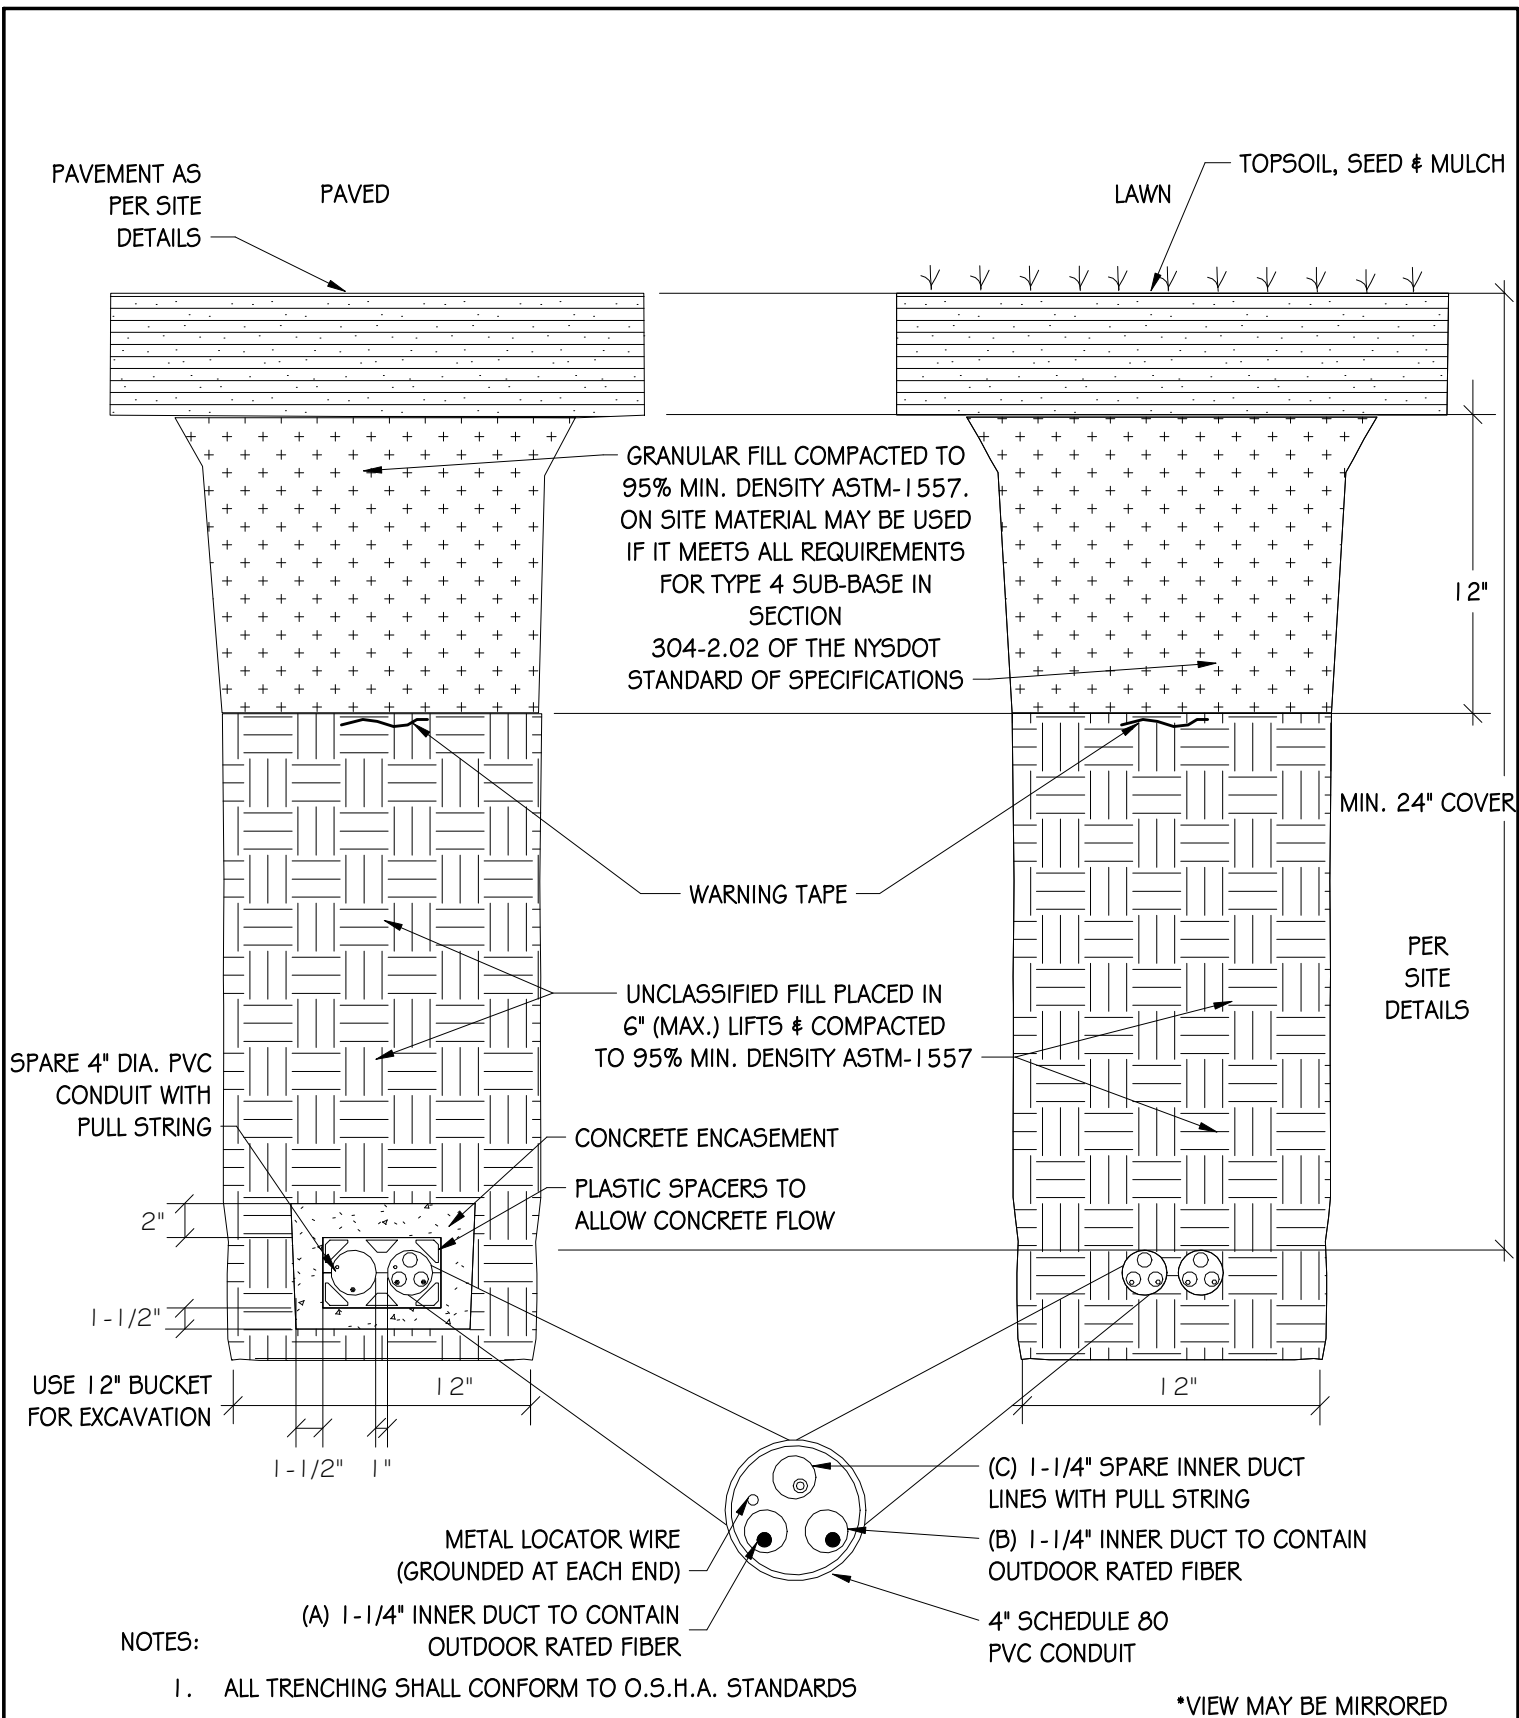 PAVEMENT AS
PER SITE
DETAILS
PAVED
LAWN
TOPSOIL, SEED & MULCH
GRANULAR FILL COMPACTED TO
95% MIN. DENSITY ASTM-1557.
ON SITE MATERIAL MAY BE USED
IF IT MEETS ALL REQUIREMENTS
FOR TYPE 4 SUB-BASE IN
SECTION
304-2.02 OF THE NYSDOT
STANDARD OF SPECIFICATIONS
12"
MIN. 24" COVER
WARNING TAPE
PER
SITE
DETAILS
UNCLASSIFIED FILL PLACED IN
6" (MAX.) LIFTS & COMPACTED
TO 95% MIN. DENSITY ASTM-1557
SPARE 4" DIA. PVC
CONDUIT WITH
PULL STRING
CONCRETE ENCASEMENT
PLASTIC SPACERS TO
ALLOW CONCRETE FLOW
2"
1-1/2"
USE 12" BUCKET
FOR EXCAVATION
12"
12"
1-1/2"
1"
(C) 1-1/4" SPARE INNER DUCT
LINES WITH PULL STRING
METAL LOCATOR WIRE
(GROUNDED AT EACH END)
(B) 1-1/4" INNER DUCT TO CONTAIN
OUTDOOR RATED FIBER
(A) 1-1/4" INNER DUCT TO CONTAIN
OUTDOOR RATED FIBER
4" SCHEDULE 80
PVC CONDUIT
NOTES:
1. ALL TRENCHING SHALL CONFORM TO O.S.H.A. STANDARDS
*VIEW MAY BE MIRRORED